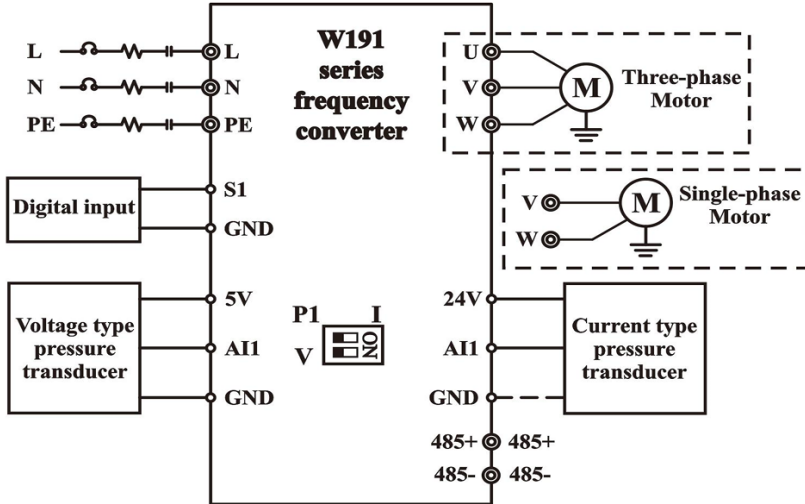 W191
series
frequency
converter
L
L
N
N
PE
PE
Digital input
S1
GND
Voltage type
pressure
transducer
5V
AI1
GND
P1 I
V
ON
U
V
W
M
Three-phase
Motor
V
W
M
Single-phase
Motor
24V
AI1
GND
Current type
pressure
transducer
485+ 485+
485- 485-